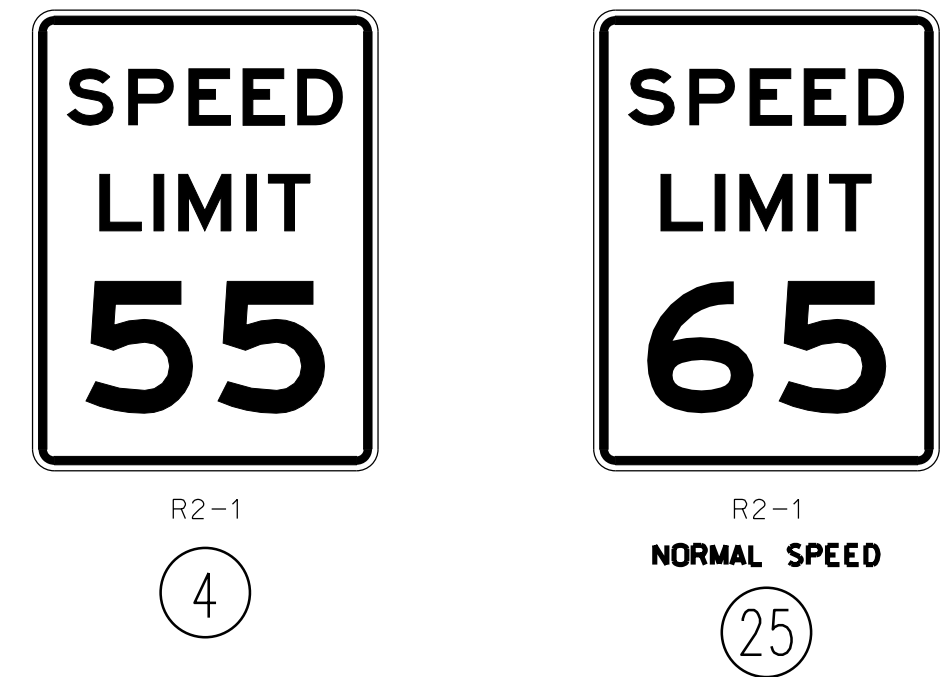 SPEED
LIMIT
55
R2-1
4
SPEED
LIMIT
65
R2-1
NORMAL SPEED
25